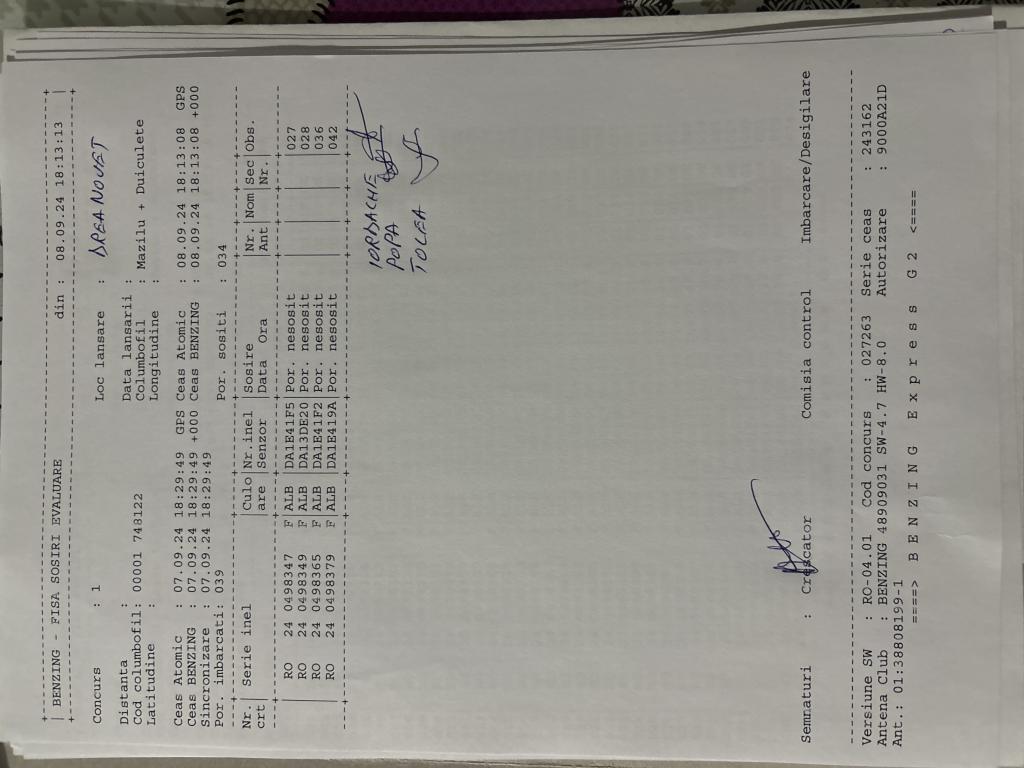 +---------------------------------------------------------------+
| BENZING - FISA SOSIRI EVALUARE din : 08.09.24 18:13:13 |
+---------------------------------------------------------------+
Concurs : 1 Loc lansare : DREANOVET
Distanta : Data lansarii :
Cod columbofil: 00001 748122 Columbofil : Mazilu + Duiculete
Latitudine : Longitudine :
Ceas Atomic : 07.09.24 18:29:49 GPS Ceas Atomic : 08.09.24 18:13:08 GPS
Ceas BENZING : 07.09.24 18:29:49 +000 Ceas BENZING : 08.09.24 18:13:08 +000
Sincronizare : 07.09.24 18:29:49
Por. imbarcati: 039 Por. sositi : 034
Nr. | Serie inel |Culo|Nr.inel |Sosire |Nr. |Nom|Sec|Obs.
crt| |are |Senzor |Data Ora |Ant| |Nr.|
| RO 24 0498347 F ALB DA1E41F5 |Por. nesosit | | | 027
| RO 24 0498349 F ALB DA13DE20 |Por. nesosit | | | 028
| RO 24 0498365 F ALB DA1E41F2 |Por. nesosit | | | 036
| RO 24 0498379 F ALB DA1E419A |Por. nesosit | | | 042
IORDACHE
POPA
TOLEA
Semnaturi : Crescator Comisia control Imbarcare/Desigilare
Versiune SW : RO-04.01 Cod concurs : 027263 Serie ceas : 243162
Antena Club : BENZING 48909031 SW-4.7 HW-8.0 Autorizare : 9000A21D
Ant.: 01:38808199-1
====> B E N Z I N G E x p r e s s G 2 <====